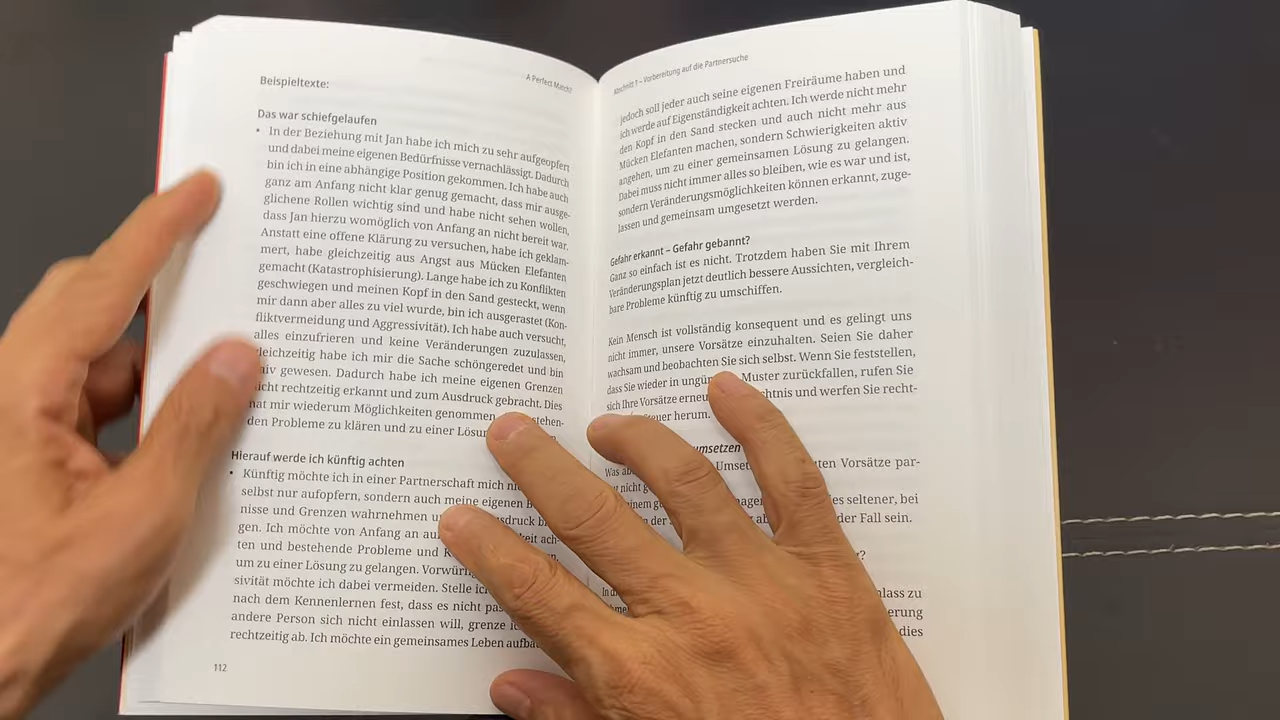 A Perfect Match!
Beispieltexte:
Das war schiefgelaufen
• In der Beziehung mit Jan habe ich mich zu sehr aufgeopfert
und dabei meine eigenen Bedürfnisse vernachlässigt. Dadurch
bin ich in eine abhängige Position gekommen. Ich habe auch
ganz am Anfang nicht klar genug gemacht, dass mir ausge-
glichene Rollen wichtig sind und habe nicht sehen wollen,
dass Jan hierzu womöglich von Anfang an nicht bereit war.
Anstatt eine offene Klärung zu versuchen, habe ich geklam-
mert, habe gleichzeitig aus Angst aus Mücken Elefanten
gemacht (Katastrophisierung). Lange habe ich zu Konflikten
geschwiegen und meinen Kopf in den Sand gesteckt, wenn
mir dann aber alles zu viel wurde, bin ich ausgerastet (Kon-
fliktvermeidung und Aggressivität). Ich habe auch versucht,
alles einzufrieren und keine Veränderungen zuzulassen,
gleichzeitig habe ich mir die Sache schöngeredet und bin
naiv gewesen. Dadurch habe ich meine eigenen Grenzen
nicht rechtzeitig erkannt und zum Ausdruck gebracht. Dies
hat mir wiederum Möglichkeiten genommen,
den Probleme zu klären und zu einer
Hierauf werde ich künftig achten
• Künftig möchte ich in einer Partnerschaft mich
selbst nur aufopfern, sondern auch meine eigenen
nisse und Grenzen wahrnehmen
gen. Ich möchte von Anfang an ach-
ten und bestehende Probleme und
um zu einer Lösung zu gelangen.
sivität möchte ich dabei vermeiden. Stelle
nach dem Kennenlernen fest, dass es nicht
andere Person sich nicht einlassen will, grenze
rechtzeitig ab. Ich möchte ein gemeinsames Leben
112
Abschnitt 1 – Vorbereitung auf die Partnersuche
jedoch soll jeder auch seine eigenen Freiräume haben und
ich werde auf Eigenständigkeit achten. Ich werde nicht mehr
den Kopf in den Sand stecken und auch nicht mehr aus
Mücken Elefanten machen, sondern Schwierigkeiten aktiv
angehen, um zu einer gemeinsamen Lösung zu gelangen.
Dabei muss nicht immer alles so bleiben, wie es war und ist,
sondern Veränderungsmöglichkeiten können erkannt, zuge-
lassen und gemeinsam umgesetzt werden.
Gefahr erkannt – Gefahr gebannt?
Ganz so einfach ist es nicht. Trotzdem haben Sie mit Ihrem
Veränderungsplan jetzt deutlich bessere Aussichten, vergleich-
bare Probleme künftig zu umschiffen.
Kein Mensch ist vollständig konsequent und es gelingt uns
nicht immer, unsere Vorsätze einzuhalten. Seien Sie daher
wachsam und beobachten Sie sich selbst. Wenn Sie feststellen,
dass Sie wieder in Muster zurückfallen, rufen Sie
sich Ihre Vorsätze und werfen Sie recht-
herum.
umsetzen
Was Vorsätze par-
nicht seltener, bei
in der der Fall sein.
zu
dies